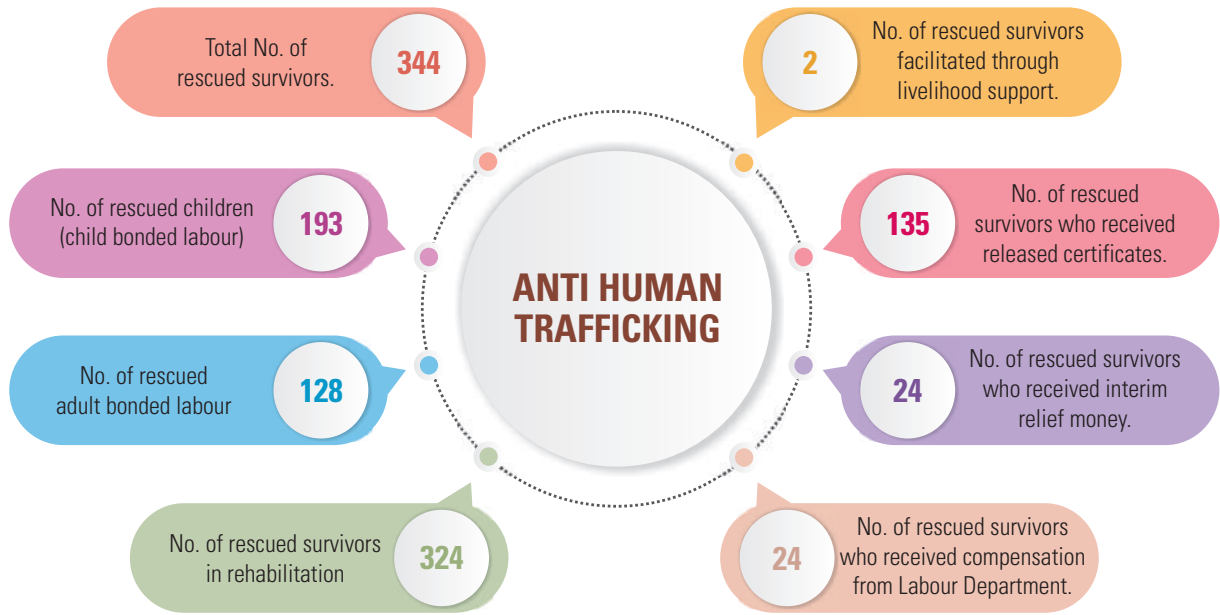 Total No. of
rescued survivors.
344
No. of rescued children
(child bonded labour)
193
No. of rescued
adult bonded labour
128
No. of rescued survivors
in rehabilitation
324
ANTI HUMAN
TRAFFICKING
2
No. of rescued survivors
facilitated through
livelihood support.
135
No. of rescued
survivors who received
released certificates.
24
No. of rescued survivors
who received interim
relief money.
24
No. of rescued survivors
who received compensation
from Labour Department.